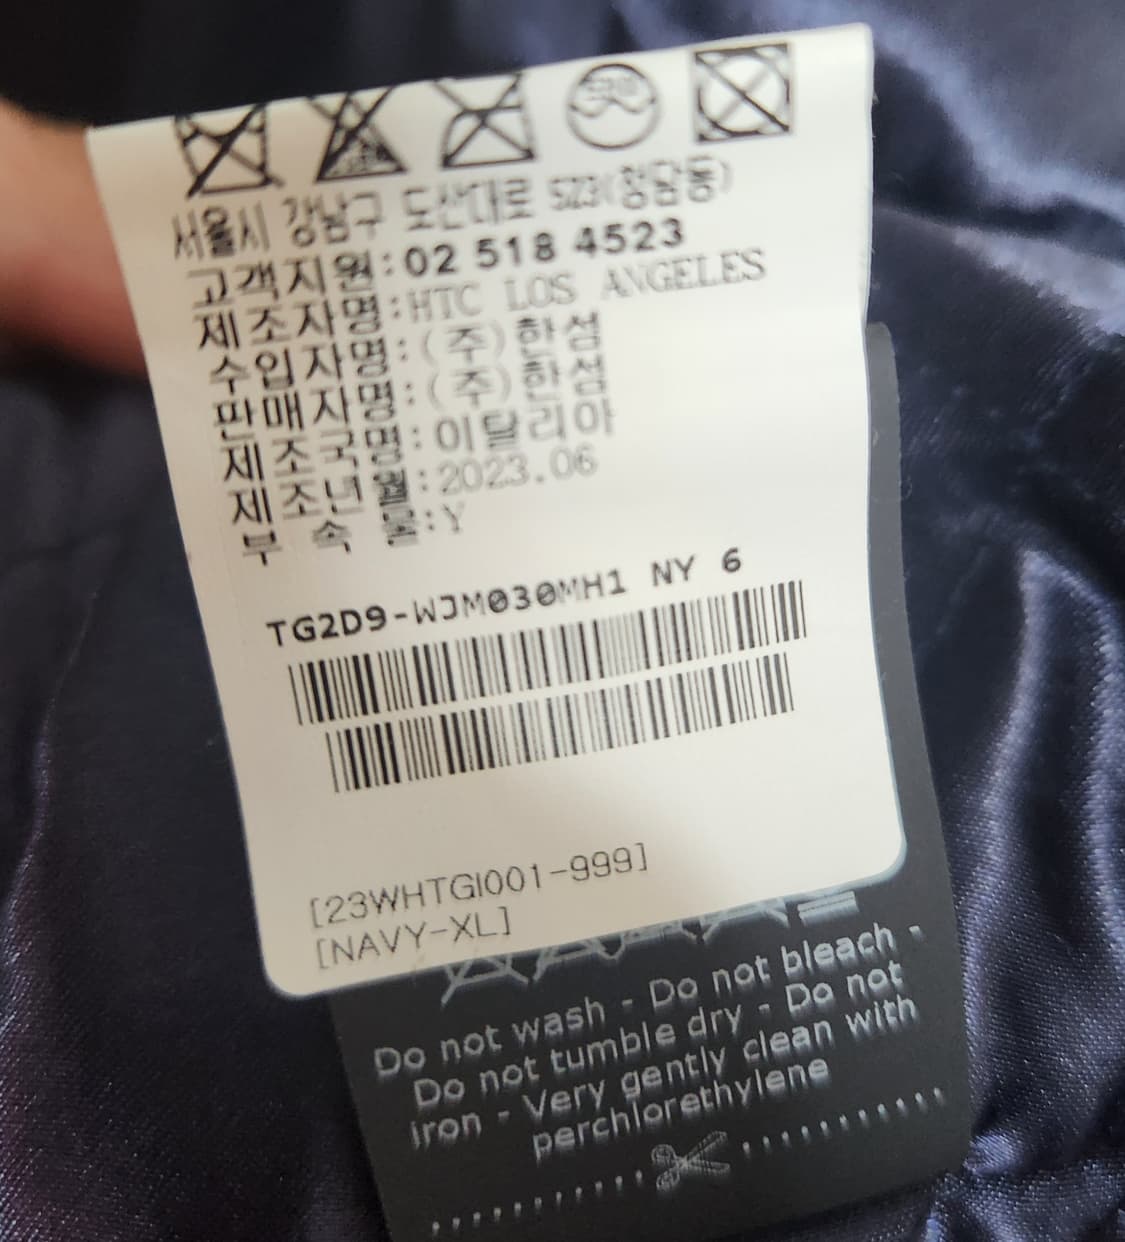 서울시 강남구 도산대로 523(청담동)
고객지원:02 518 4523
제조자명:HTC LOS ANGELES
수입자명:(주)한섬
판매자명:(주)한섬
제조국명:이탈리아
제조년월:2023.06
부속물:Y
TG2D9-WJM030MH1 NY 6
[23WHTGI001-999]
[NAVY-XL]
Do not wash - Do not bleach -
Do not tumble dry - Do not
iron - Very gently clean with
perchlorethylene